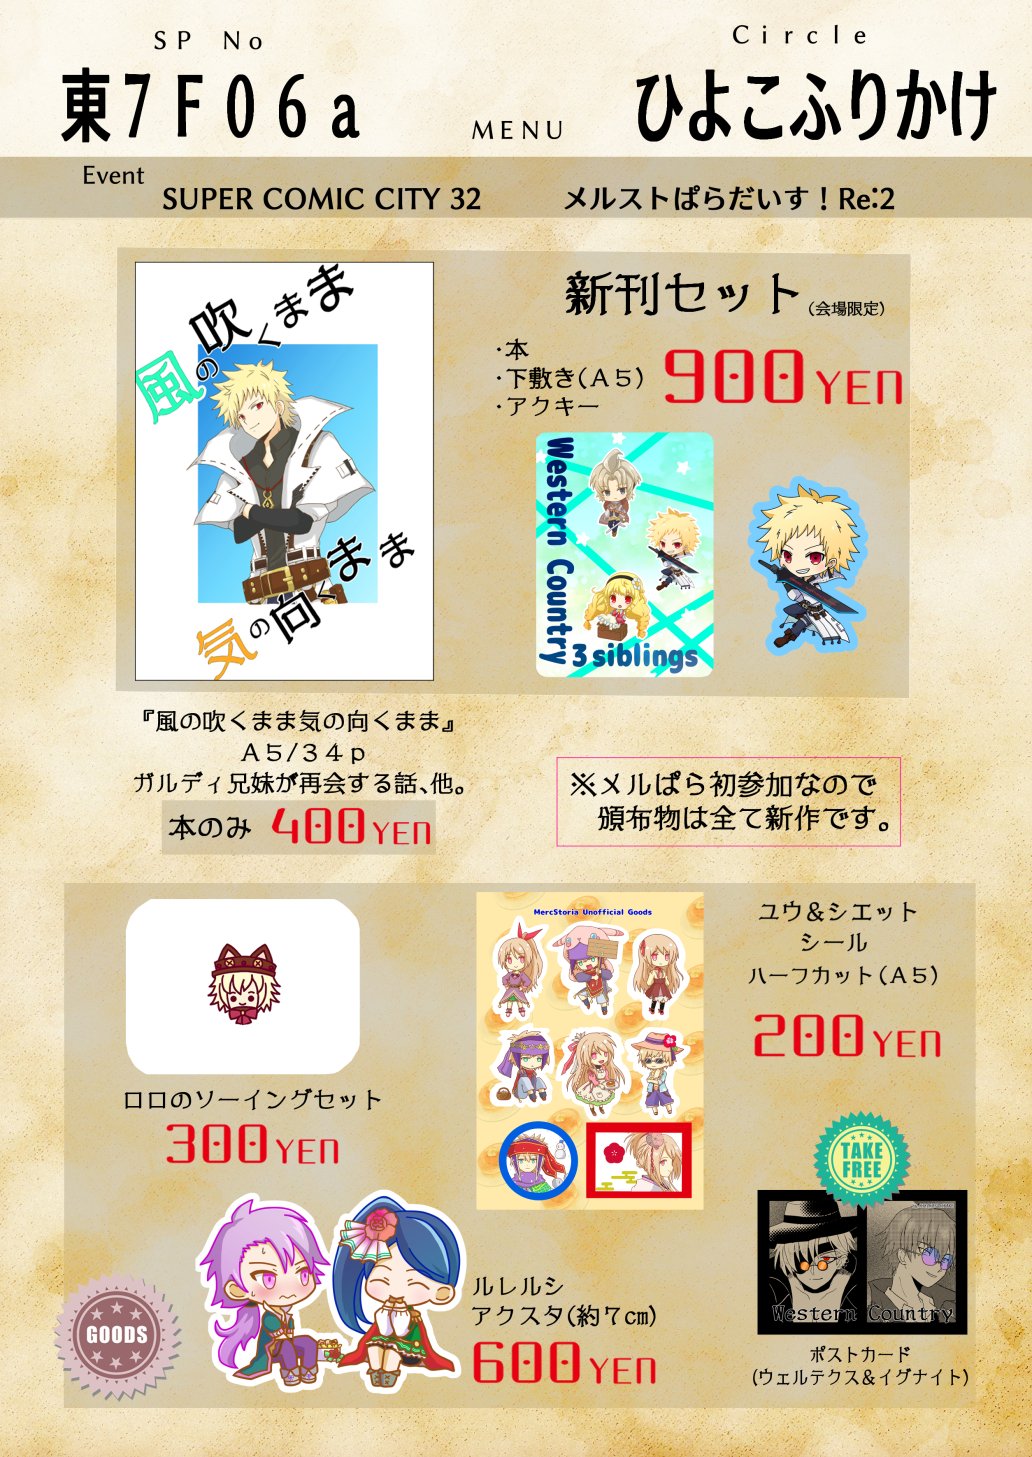 SP No
東7F06a
MENU
Circle
ひよこふりかけ
Event
SUPER COMIC CITY 32
メルストぱらだいす！Re:2
風の吹くまま
気の向くまま
新刊セット(会場限定)
・本
・下敷き(A5)
・アクキー
900YEN
Western Country
3 siblings
『風の吹くまま気の向くまま』
A5/34p
ガルディ兄妹が再会する話、他。
本のみ 400YEN
※メルぱら初参加なので
頒布物は全て新作です。
ロロのソーイングセット
300YEN
MercStoria Unofficial Goods
ユウ＆シエット
シール
ハーフカット(A5)
200YEN
GOODS
ルレルシ
アクスタ(約7cm)
600YEN
TAKE
FREE
Western Country
ポストカード
(ウェルテクス&イグナイト)